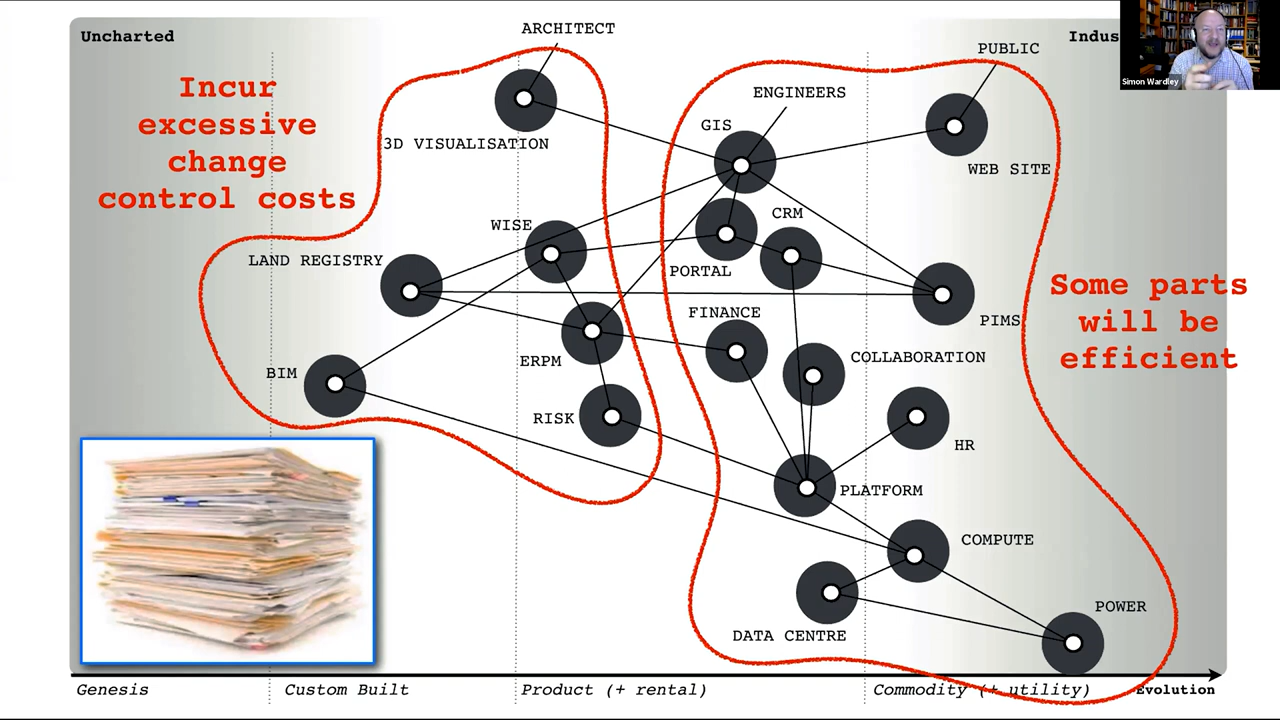 Uncharted
ARCHITECT
Indus
Simon Wardley
PUBLIC
Incur
excessive
change
control costs
ENGINEERS
GIS
3D VISUALISATION
WEB SITE
WISE
CRM
LAND REGISTRY
PORTAL
Some parts
will be
efficient
FINANCE
PIMS
ERPM
COLLABORATION
BIM
RISK
HR
PLATFORM
COMPUTE
POWER
DATA CENTRE
Genesis
Custom Built
Product (+ rental)
Commodity (+ utility)
Evolution